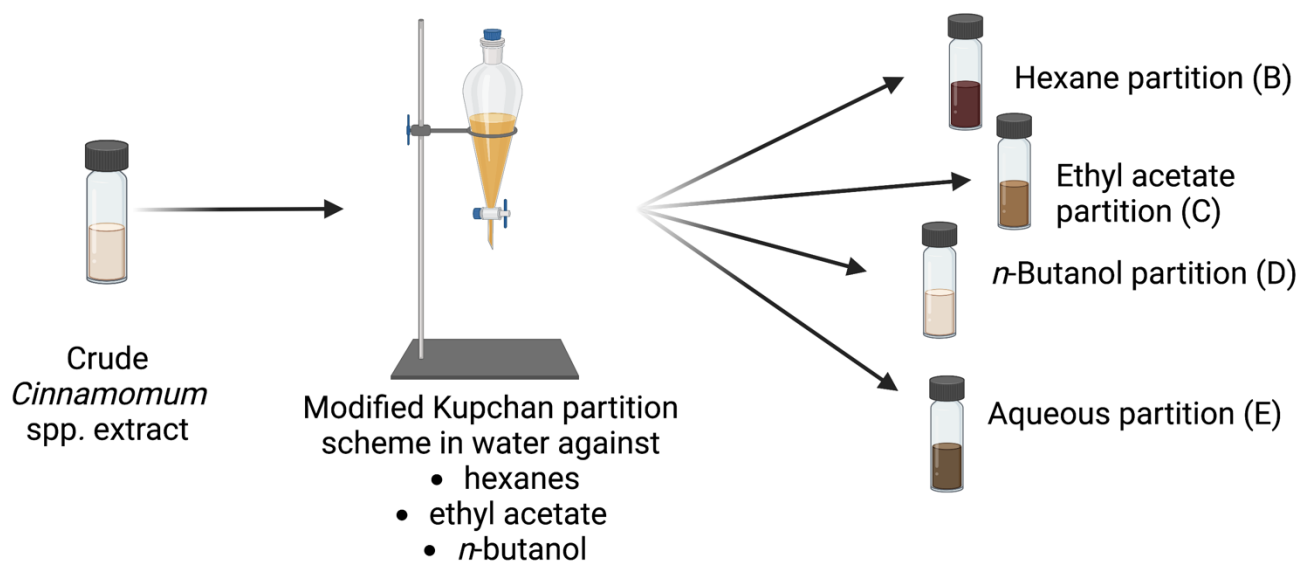 Crude
Cinnamomum
spp. extract
Modified Kupchan partition
scheme in water against
• hexanes
• ethyl acetate
• n-butanol
Hexane partition (B)
Ethyl acetate
partition (C)
n-Butanol partition (D)
Aqueous partition (E)